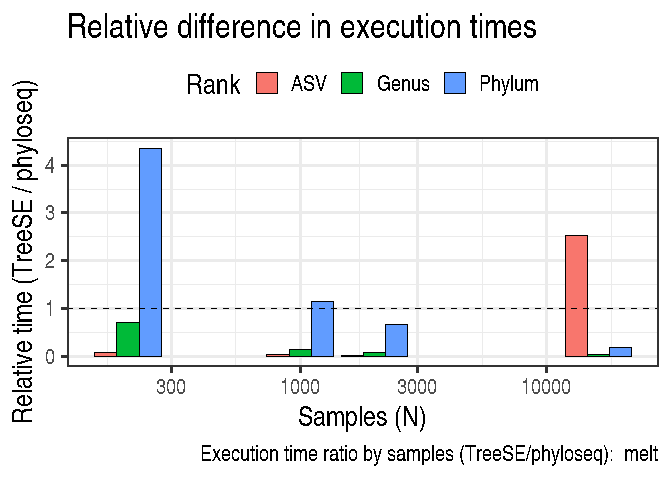 Relative difference in execution times
Rank ASV Genus Phylum
Relative time (TreeSE / phyloseq)
4
3
2
1
0
300 1000 3000 10000
Samples (N)
Execution time ratio by samples (TreeSE/phyloseq): melt